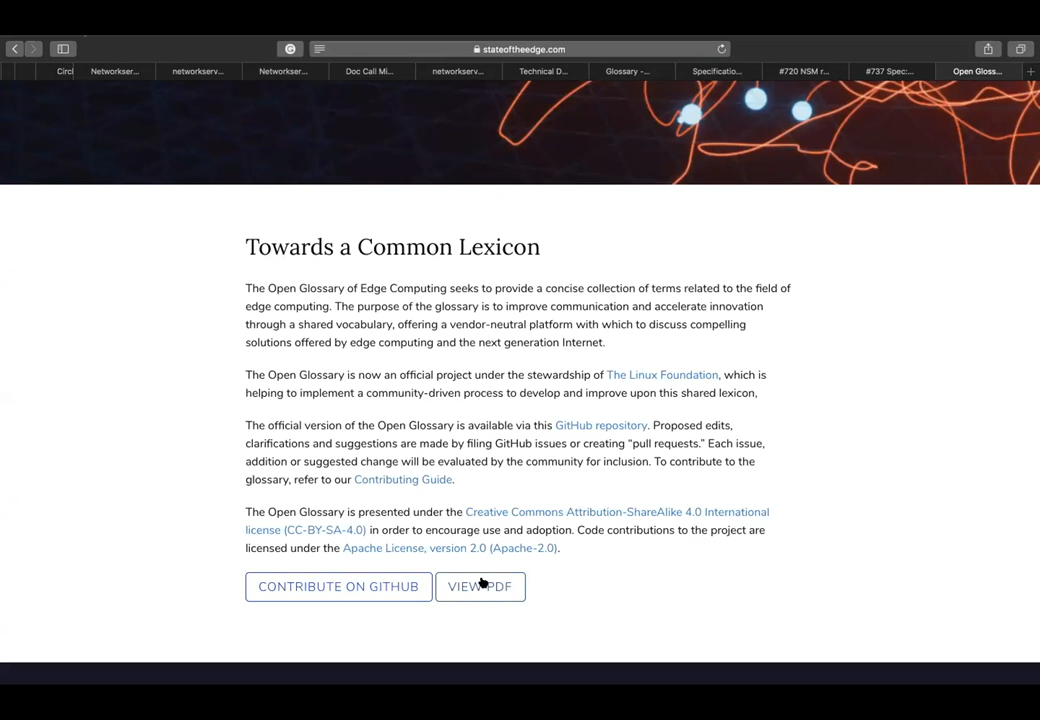 stateoftheedge.com
Circl
Networkser...
networkserv...
Networkser...
Doc Call Mi...
networkserv...
Technical D...
Glossary -...
Specificatio...
#720 NSM r...
#737 Spec:...
Open Gloss...
Towards a Common Lexicon
The Open Glossary of Edge Computing seeks to provide a concise collection of terms related to the field of
edge computing. The purpose of the glossary is to improve communication and accelerate innovation
through a shared vocabulary, offering a vendor-neutral platform with which to discuss compelling
solutions offered by edge computing and the next generation Internet.
The Open Glossary is now an official project under the stewardship of The Linux Foundation, which is
helping to implement a community-driven process to develop and improve upon this shared lexicon,
The official version of the Open Glossary is available via this GitHub repository. Proposed edits,
clarifications and suggestions are made by filing GitHub issues or creating “pull requests.” Each issue,
addition or suggested change will be evaluated by the community for inclusion. To contribute to the
glossary, refer to our Contributing Guide.
The Open Glossary is presented under the Creative Commons Attribution-ShareAlike 4.0 International
license (CC-BY-SA-4.0) in order to encourage use and adoption. Code contributions to the project are
licensed under the Apache License, version 2.0 (Apache-2.0).
CONTRIBUTE ON GITHUB
VIEW PDF